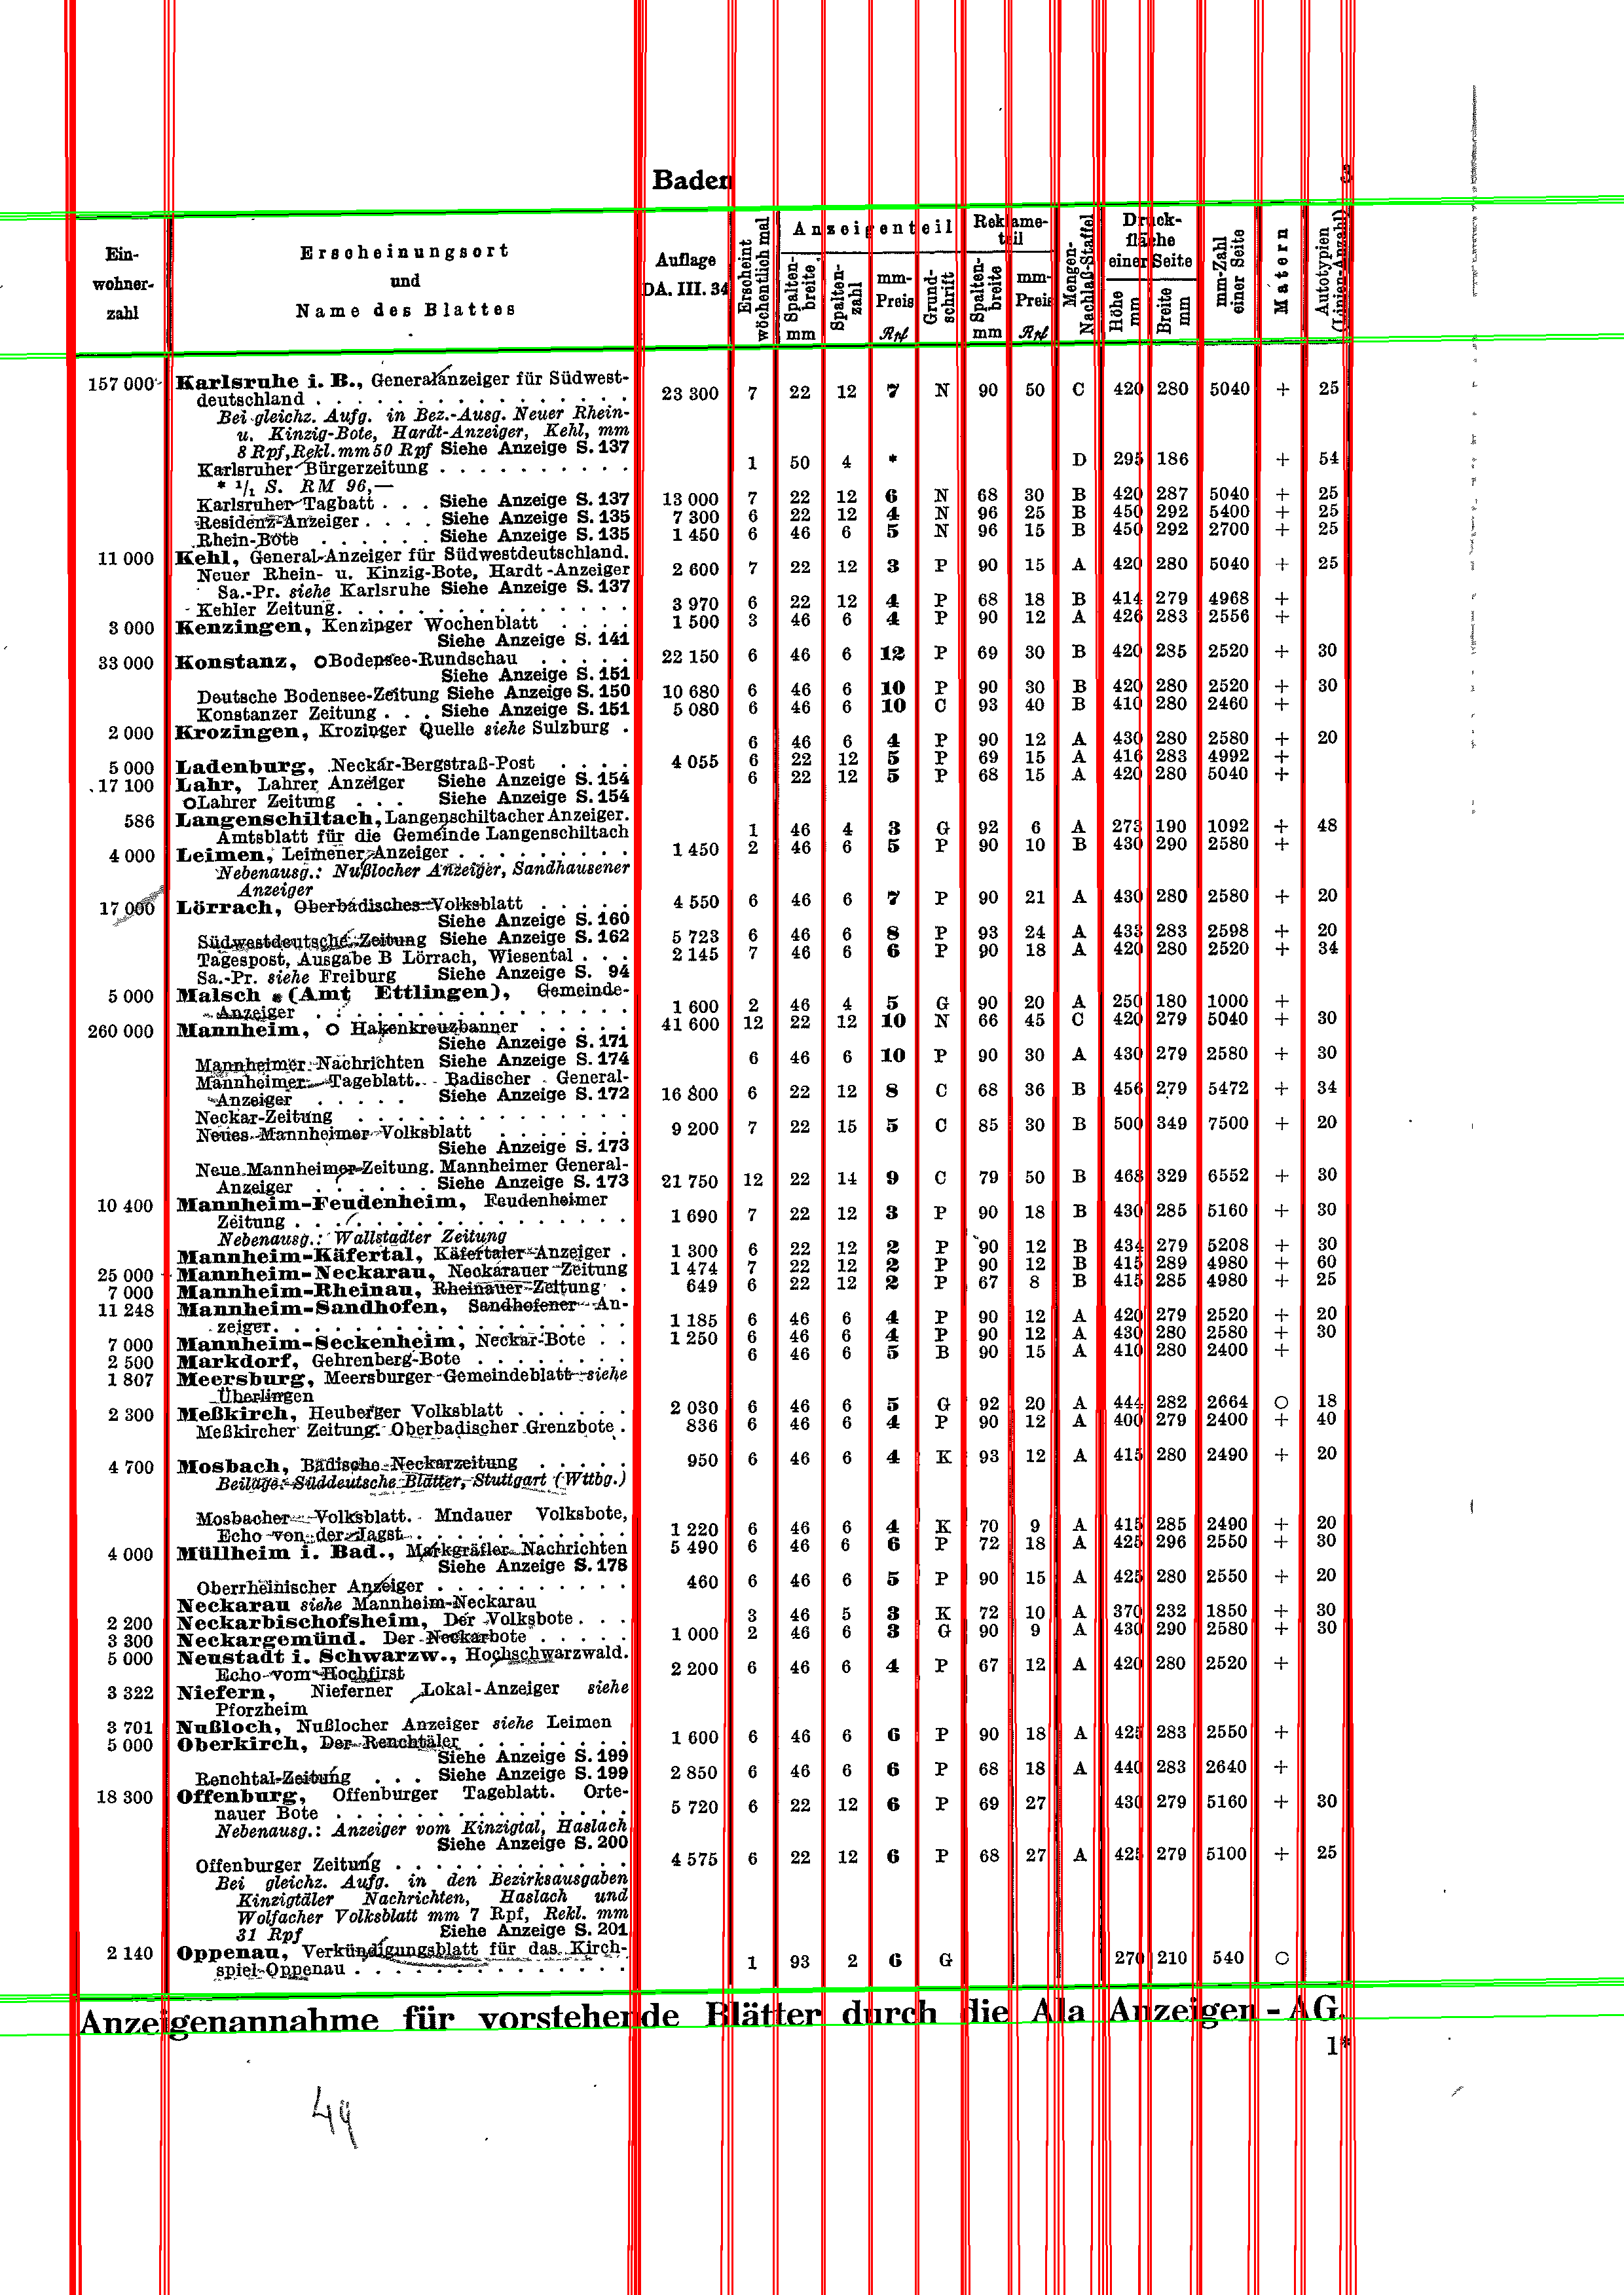 Baden 3
Ein-
wohner-
zahl
Erscheinungsort
und
Name des Blattes
Auflage
DA. III. 34
Erscheint
wöchentlich mal
Anzeigenteil
Spalten-
breite
mm
Spalten-
zahl
mm-
Preis
Rpf
Grund-
schrift
Reklame-
teil
Spalten-
breite
mm
mm-
Preis
Rpf
Mengen-
Nachlaß-Staffel
Druck-
fläche
einer Seite
Höhe
mm
Breite
mm
mm-Zahl
einer Seite
Matern
Autotypien
(Linien-Anzahl)
157 000 Karlsruhe i. B., Generalanzeiger für Südwest-
deutschland . . . 23 300 7 22 12 7 N 90 50 C 420 280 5040 + 25
Bei gleichz. Aufg. in Bez.-Ausg. Neuer Rhein-
u. Kinzig-Bote, Hardt-Anzeiger, Kehl, mm
8 Rpf, Rekl. mm 50 Rpf Siehe Anzeige S. 137
Karlsruher Bürgerzeitung . . . 1 50 4 * D 295 186 + 54
* 1/1 S. RM 96,—
Karlsruher Tagbatt . . . Siehe Anzeige S. 137 13 000 7 22 12 6 N 68 30 B 420 287 5040 + 25
Residenz-Anzeiger . . . . Siehe Anzeige S. 135 7 300 6 22 12 4 N 96 25 B 450 292 5400 + 25
Rhein-Bote . . . . . . Siehe Anzeige S. 135 1 450 6 46 6 5 N 96 15 B 450 292 2700 + 25
11 000 Kehl, General-Anzeiger für Südwestdeutschland.
Neuer Rhein- u. Kinzig-Bote, Hardt-Anzeiger 2 600 7 22 12 3 P 90 15 A 420 280 5040 + 25
Sa.-Pr. siehe Karlsruhe Siehe Anzeige S. 137
Kehler Zeitung . . . 3 970 6 22 12 4 P 68 18 B 414 279 4968 +
3 000 Kenzingen, Kenzinger Wochenblatt . . . . 1 500 3 46 6 4 P 90 12 A 426 283 2556 +
Siehe Anzeige S. 141
33 000 Konstanz, O Bodensee-Rundschau . . . . . 22 150 6 46 6 12 P 69 30 B 420 285 2520 + 30
Siehe Anzeige S. 151
Deutsche Bodensee-Zeitung Siehe Anzeige S. 150 10 680 6 46 6 10 P 90 30 B 420 280 2520 + 30
Konstanzer Zeitung . . . Siehe Anzeige S. 151 5 080 6 46 6 10 C 93 40 B 410 280 2460 +
2 000 Krozingen, Krozinger Quelle siehe Sulzburg . 6 46 6 4 P 90 12 A 430 280 2580 + 20
5 000 Ladenburg, Neckar-Bergstraß-Post . . . . 4 055 6 22 12 5 P 69 15 A 416 283 4992 +
17 100 Lahr, Lahrer Anzeiger Siehe Anzeige S. 154 6 22 12 5 P 68 15 A 420 280 5040 +
O Lahrer Zeitung . . . Siehe Anzeige S. 154
586 Langenschiltach, Langenschiltacher Anzeiger.
Amtsblatt für die Gemeinde Langenschiltach 1 46 4 3 G 92 6 A 273 190 1092 + 48
4 000 Leimen, Leimener Anzeiger . . . 1 450 2 46 6 5 P 90 10 B 430 290 2580 +
Nebenausg.: Nußlocher Anzeiger, Sandhausener
Anzeiger
17 000 Lörrach, Oberbadisches Volksblatt . . . . . 4 550 6 46 6 7 P 90 21 A 430 280 2580 + 20
Siehe Anzeige S. 160
Südwestdeutsche Zeitung Siehe Anzeige S. 162 5 723 6 46 6 8 P 93 24 A 433 283 2598 + 20
Tagespost, Ausgabe B Lörrach, Wiesental . . . 2 145 7 46 6 6 P 90 18 A 420 280 2520 + 34
Sa.-Pr. siehe Freiburg Siehe Anzeige S. 94
5 000 Malsch (Amt Ettlingen), Gemeinde-
Anzeiger . . . 1 600 2 46 4 5 G 90 20 A 250 180 1000 +
260 000 Mannheim, O Hakenkreuzbanner . . . . . 41 600 12 22 12 10 N 66 45 C 420 279 5040 + 30
Siehe Anzeige S. 171
Mannheimer Nachrichten Siehe Anzeige S. 174 6 46 6 10 P 90 30 A 430 279 2580 + 30
Mannheimer Tageblatt. Badischer General-
Anzeiger . . . . . Siehe Anzeige S. 172 16 800 6 22 12 8 C 68 36 B 456 279 5472 + 34
Neckar-Zeitung . . .
Neues Mannheimer Volksblatt . . . 9 200 7 22 15 5 C 85 30 B 500 349 7500 + 20
Siehe Anzeige S. 173
Neue Mannheimer Zeitung. Mannheimer General-
Anzeiger . . . . . . Siehe Anzeige S. 173 21 750 12 22 14 9 C 79 50 B 468 329 6552 + 30
10 400 Mannheim-Feudenheim, Feudenheimer
Zeitung . . . 1 690 7 22 12 3 P 90 18 B 430 285 5160 + 30
Nebenausg.: Wallstadter Zeitung
Mannheim-Käfertal, Käfertaler Anzeiger . 1 300 6 22 12 2 P 90 12 B 434 279 5208 + 30
25 000 Mannheim-Neckarau, Neckarauer Zeitung 1 474 7 22 12 2 P 90 12 B 415 289 4980 + 60
7 000 Mannheim-Rheinau, Rheinauer Zeitung . 649 6 22 12 2 P 67 8 B 415 285 4980 + 25
11 248 Mannheim-Sandhofen, Sandhofener An-
zeiger . . . 1 185 6 46 6 4 P 90 12 A 420 279 2520 + 20
7 000 Mannheim-Seckenheim, Neckar-Bote . . 1 250 6 46 6 4 P 90 12 A 430 280 2580 + 30
2 500 Markdorf, Gehrenberg-Bote . . . 6 46 6 5 B 90 15 A 410 280 2400 +
1 807 Meersburg, Meersburger Gemeindeblatt siehe
Überlingen
2 300 Meßkirch, Heuberger Volksblatt . . . . . . 2 030 6 46 6 5 G 92 20 A 444 282 2664 O 18
Meßkircher Zeitung. Oberbadischer Grenzbote . 836 6 46 6 4 P 90 12 A 400 279 2400 + 40
4 700 Mosbach, Badische Neckarzeitung . . . . . 950 6 46 6 4 K 93 12 A 415 280 2490 + 20
Beilage: Süddeutsche Blätter, Stuttgart (Wttbg.)
Mosbacher Volksblatt. Mndauer Volksbote,
Echo von der Jagst . . . 1 220 6 46 6 4 K 70 9 A 415 285 2490 + 20
4 000 Müllheim i. Bad., Markgräfler Nachrichten 5 490 6 46 6 6 P 72 18 A 425 296 2550 + 30
Siehe Anzeige S. 178
Oberrheinischer Anzeiger . . . 460 6 46 6 5 P 90 15 A 425 280 2550 + 20
Neckarau siehe Mannheim-Neckarau
2 200 Neckarbischofsheim, Der Volksbote . . . 3 46 5 3 K 72 10 A 370 232 1850 + 30
3 300 Neckargemünd. Der Neckarbote . . . . . 1 000 2 46 6 3 G 90 9 A 430 290 2580 + 30
5 000 Neustadt i. Schwarzw., Hochschwarzwald.
Echo vom Hochfirst 2 200 6 46 6 4 P 67 12 A 420 280 2520 +
3 322 Niefern, Nieferner Lokal-Anzeiger siehe
Pforzheim
3 701 Nußloch, Nußlocher Anzeiger siehe Leimen
5 000 Oberkirch, Der Renchtäler . . . 1 600 6 46 6 6 P 90 18 A 425 283 2550 +
Siehe Anzeige S. 199
Renchtal-Zeitung . . . Siehe Anzeige S. 199 2 850 6 46 6 6 P 68 18 A 440 283 2640 +
18 300 Offenburg, Offenburger Tageblatt. Orte-
nauer Bote . . . 5 720 6 22 12 6 P 69 27 430 279 5160 + 30
Nebenausg.: Anzeiger vom Kinzigtal, Haslach
Siehe Anzeige S. 200
Offenburger Zeitung . . . 4 575 6 22 12 6 P 68 27 A 425 279 5100 + 25
Bei gleichz. Aufg. in den Bezirksausgaben
Kinzigtäler Nachrichten, Haslach und
Wolfacher Volksblatt mm 7 Rpf, Rekl. mm
31 Rpf Siehe Anzeige S. 201
2 140 Oppenau, Verkündigungsblatt für das Kirch-
spiel Oppenau . . . 1 93 2 6 G 270 210 540 O
Anzeigenannahme für vorstehende Blätter durch die Ala Anzeigen-AG.
1*